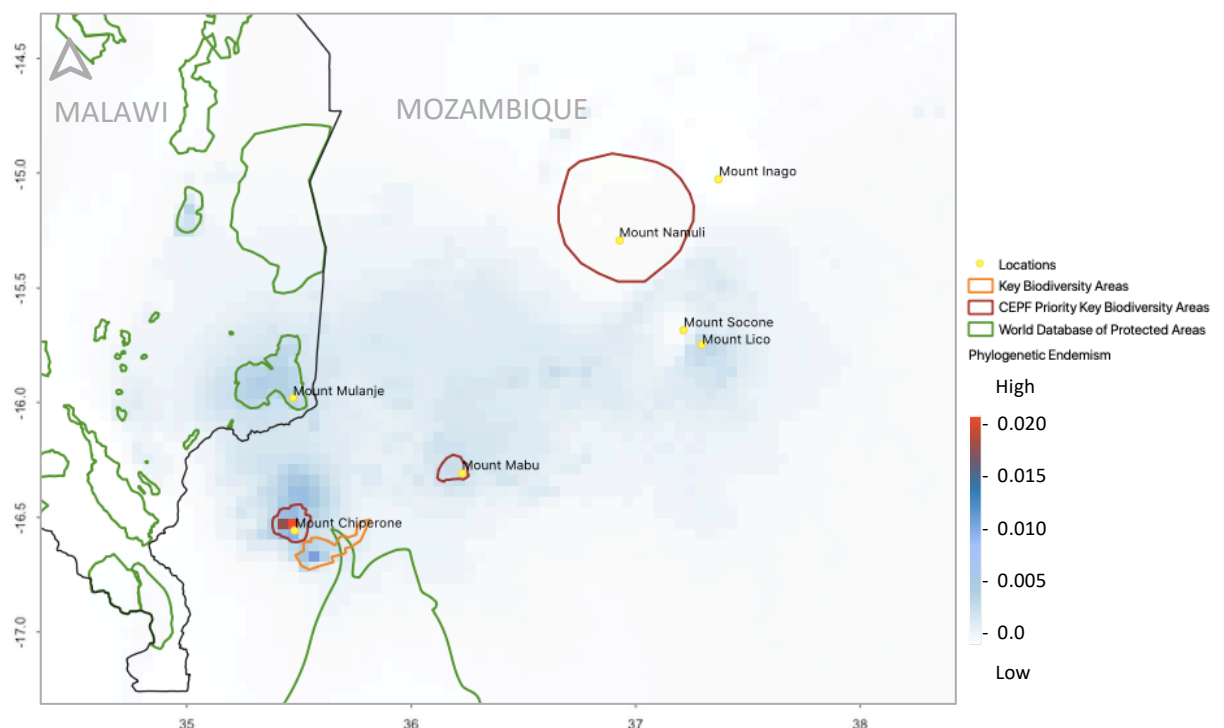 -14.5
-15.0
-15.5
-16.0
-16.5
-17.0
MALAWI
MOZAMBIQUE
Mount Inago
Mount Namuli
Mount Socone
Mount Lico
Mount Mulanje
Mount Mabu
Mount Chiperone
35
36
37
38
Locations
Key Biodiversity Areas
CEPF Priority Key Biodiversity Areas
World Database of Protected Areas
Phylogenetic Endemism
High
- 0.020
- 0.015
- 0.010
- 0.005
- 0.0
Low